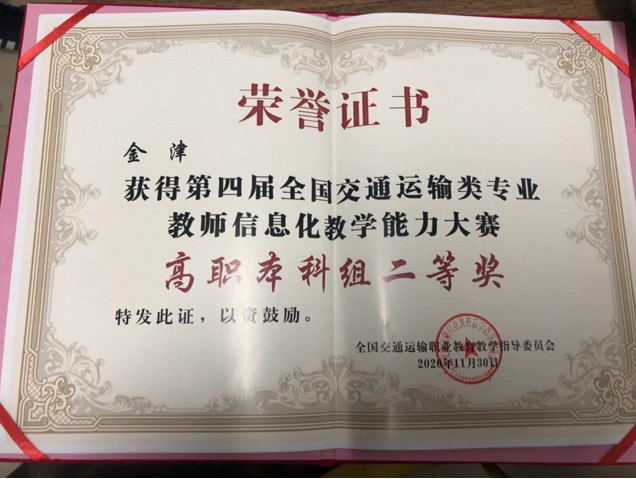 荣誉证书
金 津
获得第四届全国交通运输类专业
教师信息化教学能力大赛
高职本科组二等奖
特发此证，以资鼓励。
全国交通运输职业教育教学指导委员会
2020年11月30日